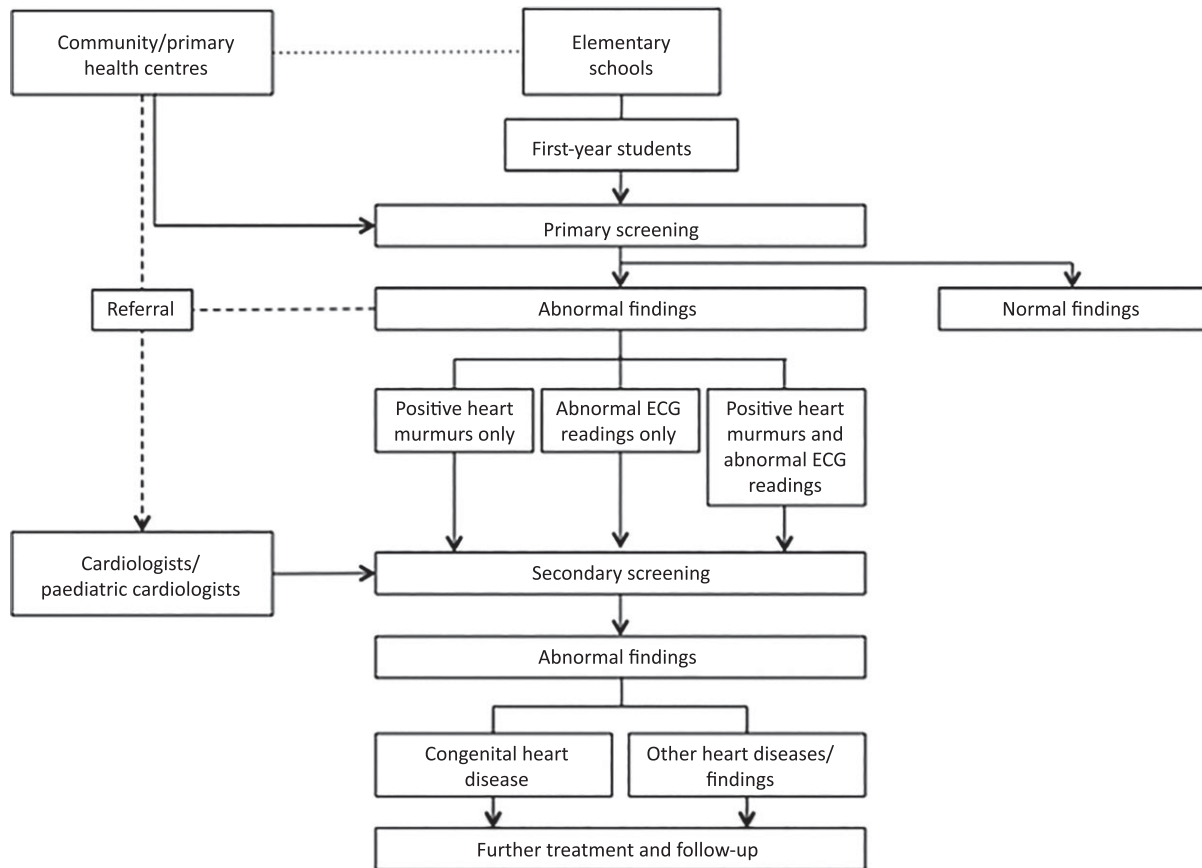 Community/primary
health centres
Elementary
schools
First-year students
Primary screening
Referral
Abnormal findings
Normal findings
Positive heart
murmurs only
Abnormal ECG
readings only
Positive heart
murmurs and
abnormal ECG
readings
Cardiologists/
paediatric cardiologists
Secondary screening
Abnormal findings
Congenital heart
disease
Other heart diseases/
findings
Further treatment and follow-up